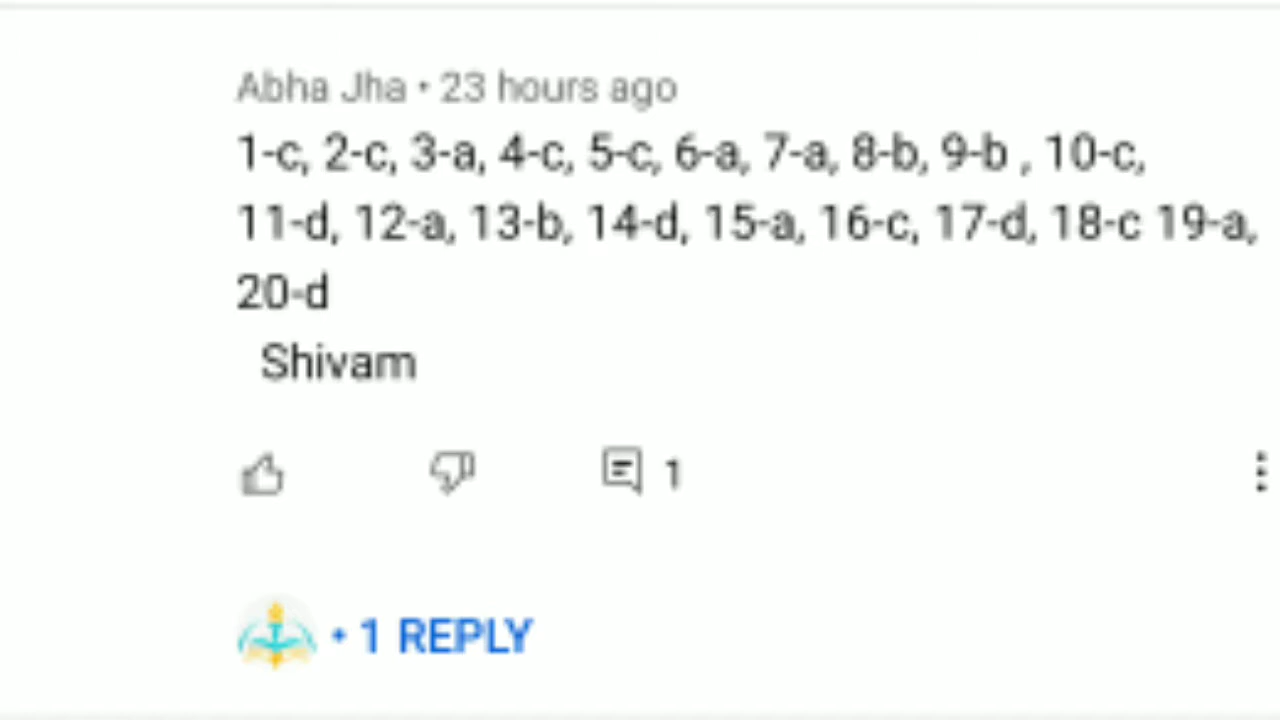 Abha Jha • 23 hours ago
1-c, 2-c, 3-a, 4-c, 5-c, 6-a, 7-a, 8-b, 9-b , 10-c,
11-d, 12-a, 13-b, 14-d, 15-a, 16-c, 17-d, 18-c 19-a,
20-d
Shivam
1
• 1 REPLY